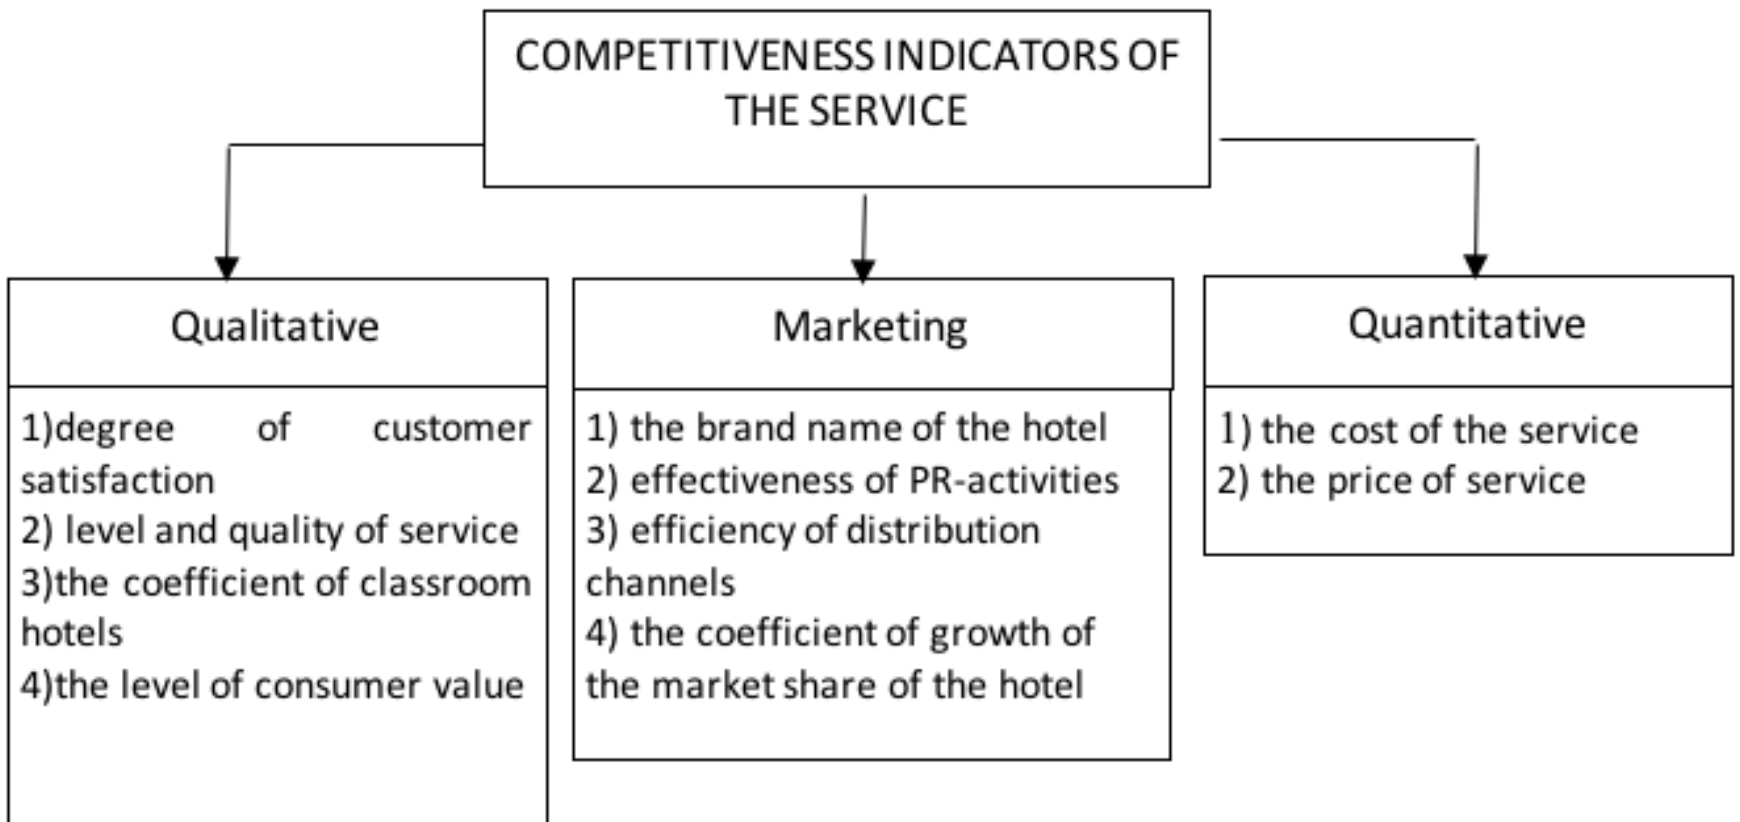 COMPETITIVENESS INDICATORS OF
THE SERVICE
Qualitative
1)degree of customer
satisfaction
2) level and quality of service
3)the coefficient of classroom
hotels
4)the level of consumer value
Marketing
1) the brand name of the hotel
2) effectiveness of PR-activities
3) efficiency of distribution
channels
4) the coefficient of growth of
the market share of the hotel
Quantitative
1) the cost of the service
2) the price of service